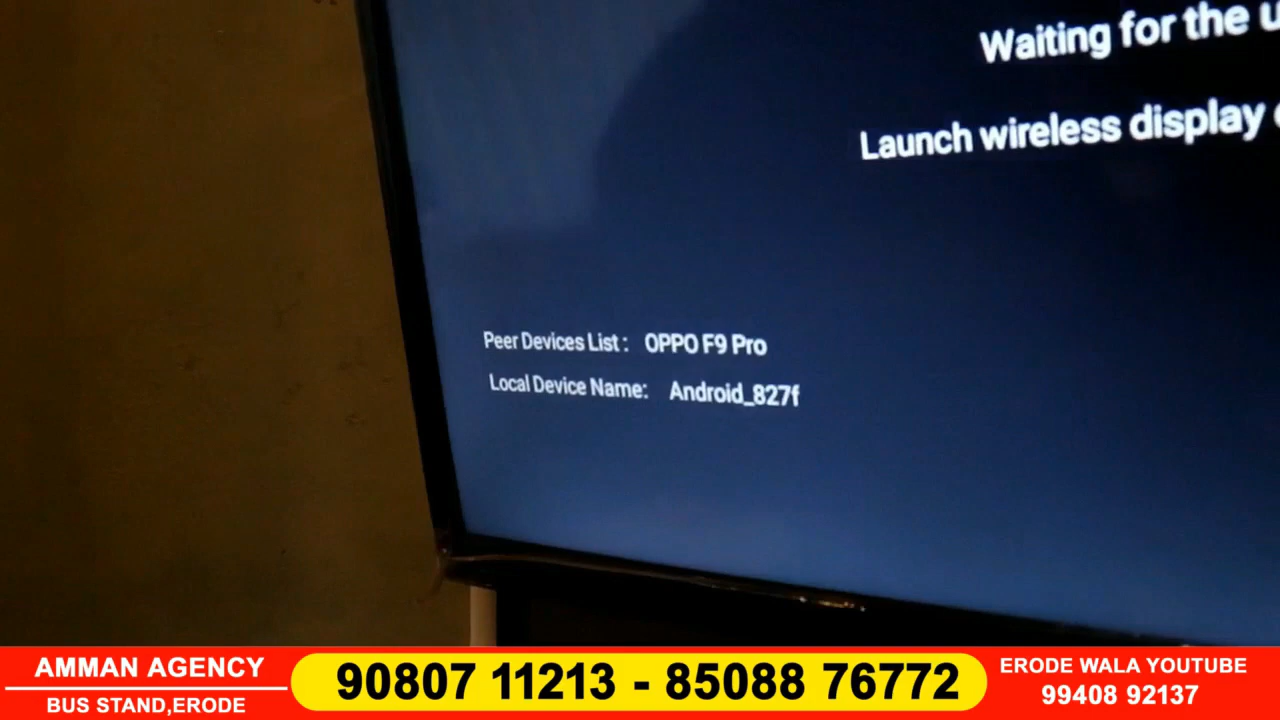 Waiting for the
Launch wireless display
Peer Devices List : OPPO F9 Pro
Local Device Name: Android_827f
AMMAN AGENCY
BUS STAND,ERODE
90807 11213 - 85088 76772
ERODE WALA YOUTUBE
99408 92137